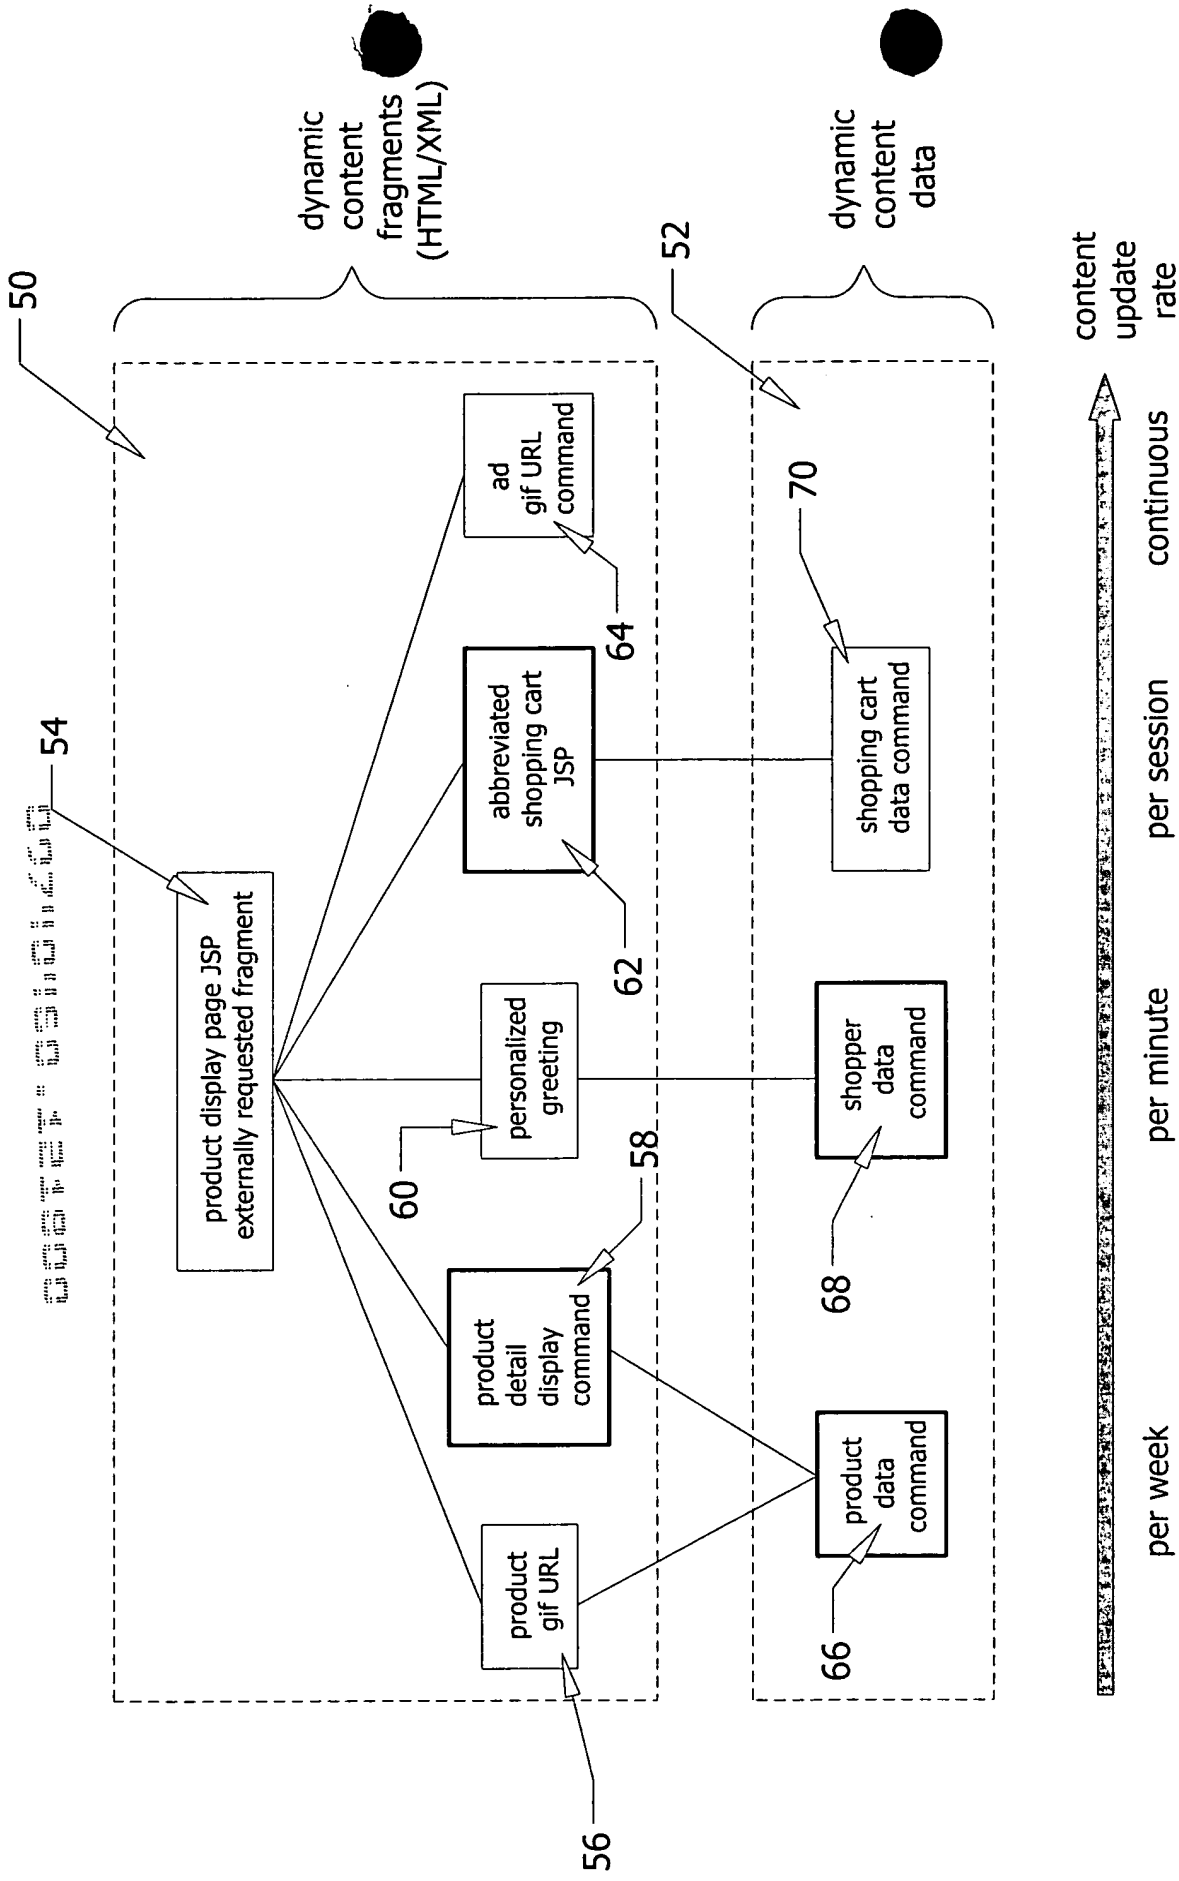 50
54
product display page JSP
externally requested fragment
dynamic
content
fragments
(HTML/XML)
60
product
gif URL
product
detail
display
command
personalized
greeting
abbreviated
shopping cart
JSP
ad
gif URL
command
56
58
62
64
52
66
product
data
command
68
shopper
data
command
70
shopping cart
data command
dynamic
content
data
content
update
rate
per week
per minute
per session
continuous